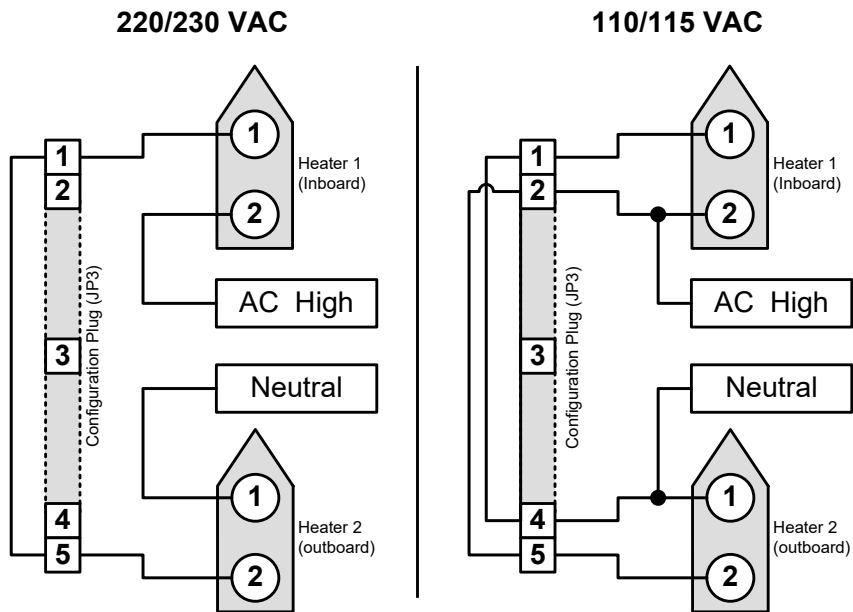 220/230 VAC
1
2
3
4
5
Configuration Plug (JP3)
1
2
Heater 1
(Inboard)
AC High
Neutral
1
2
Heater 2
(outboard)
110/115 VAC
1
2
3
4
5
Configuration Plug (JP3)
1
2
Heater 1
(Inboard)
AC High
Neutral
1
2
Heater 2
(outboard)